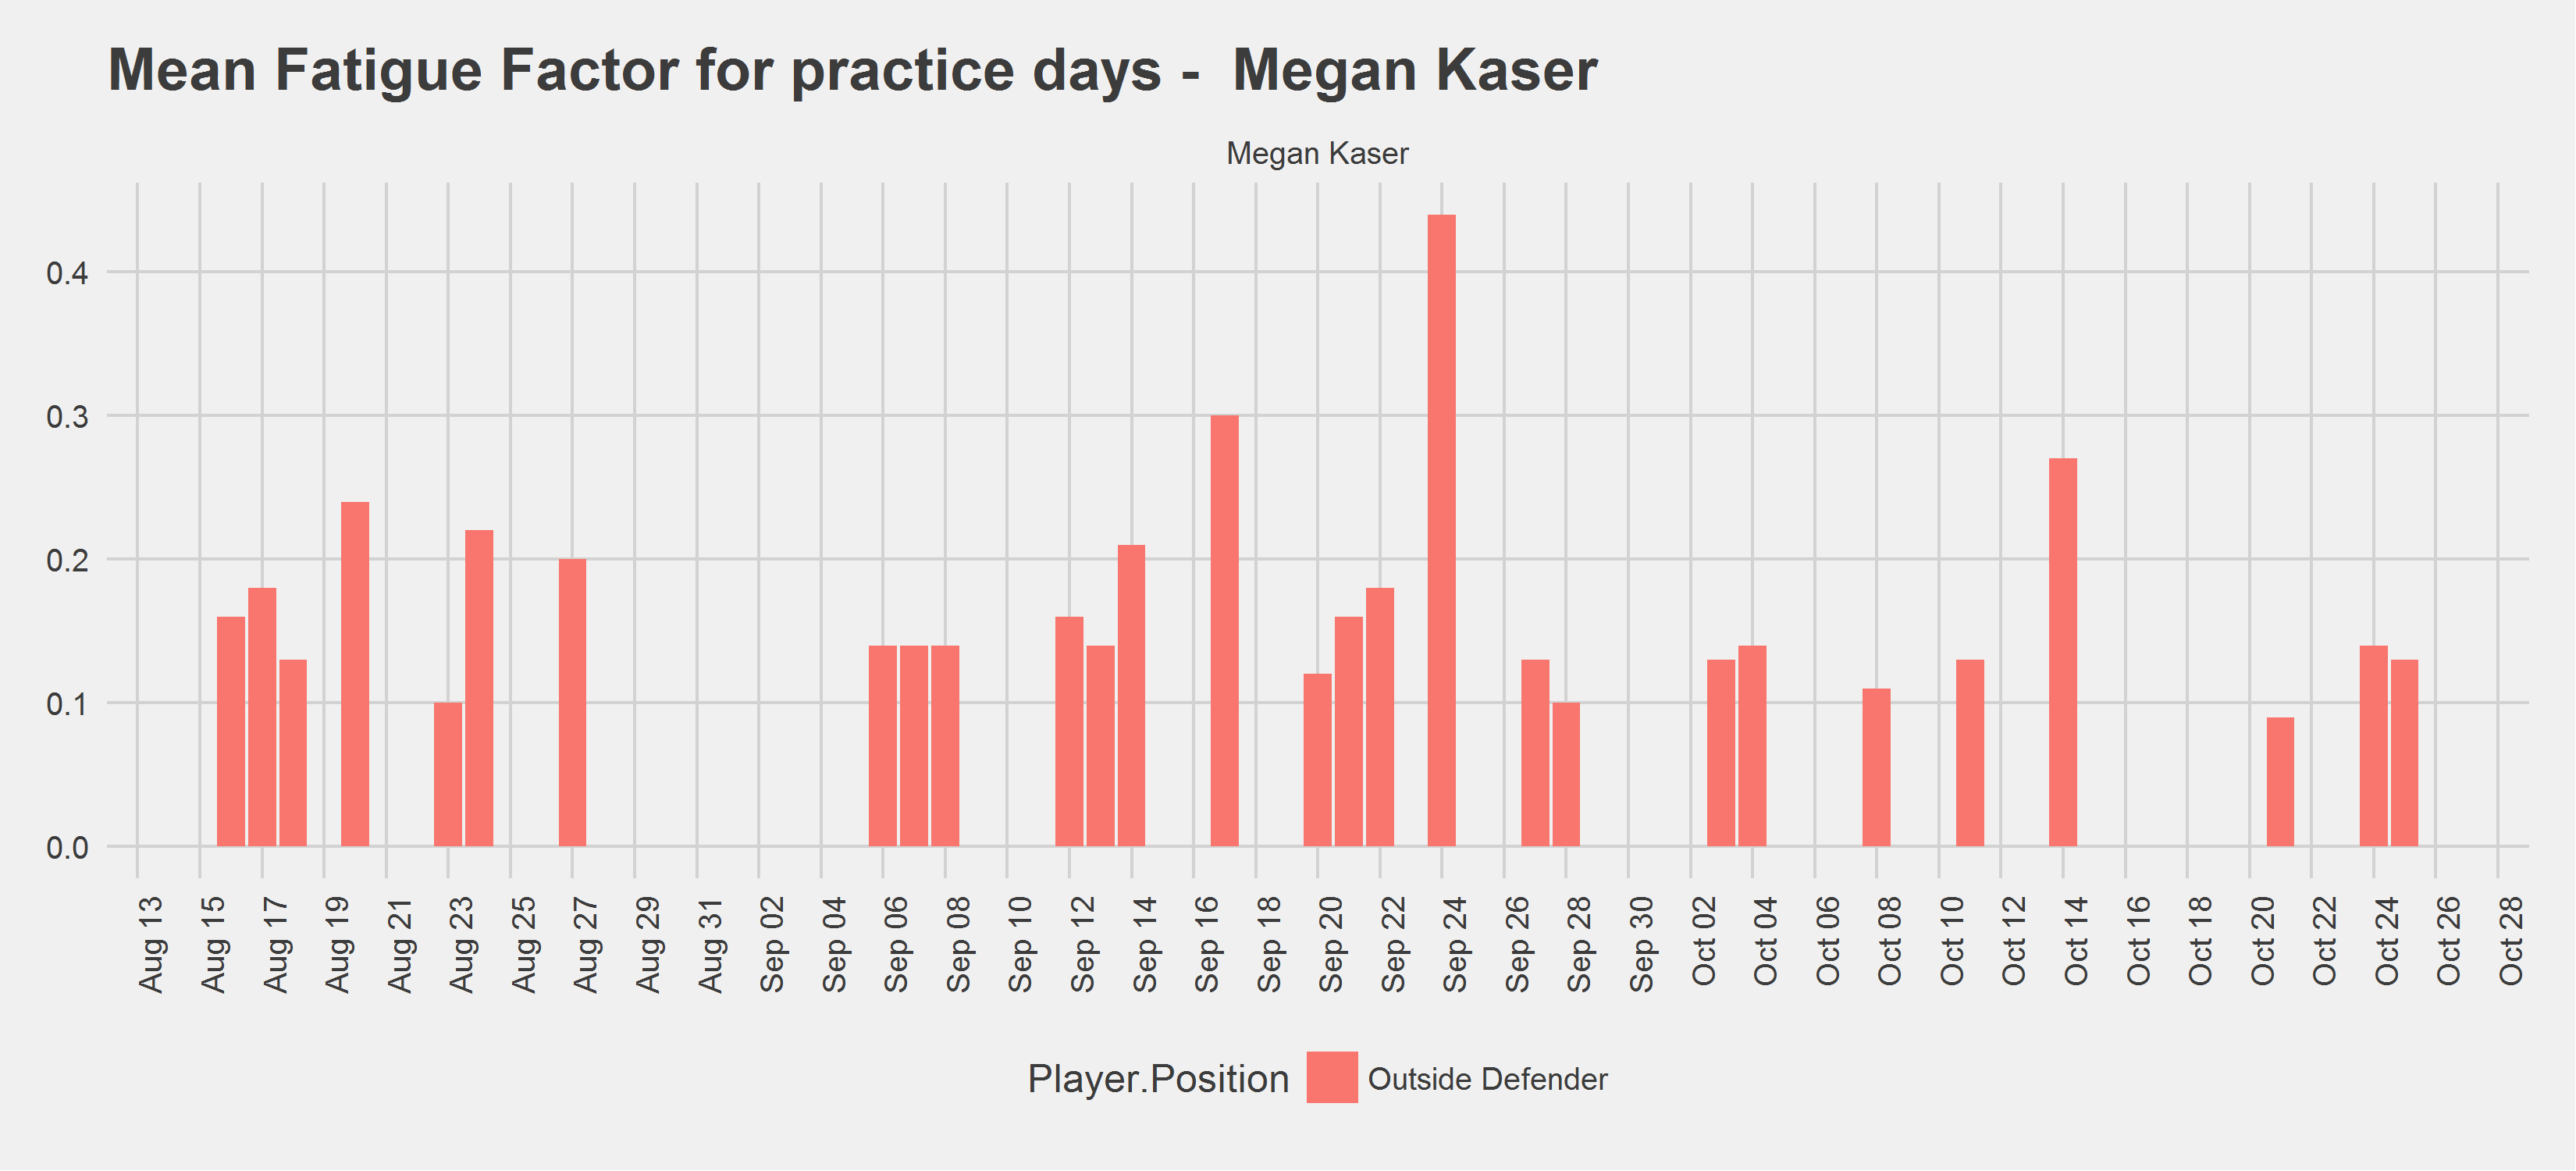 Mean Fatigue Factor for practice days -  Megan Kaser
Megan Kaser
0.4
0.3
0.2
0.1
0.0
Aug 13 Aug 15 Aug 17 Aug 19 Aug 21 Aug 23 Aug 25 Aug 27 Aug 29 Aug 31 Sep 02 Sep 04 Sep 06 Sep 08 Sep 10 Sep 12 Sep 14 Sep 16 Sep 18 Sep 20 Sep 22 Sep 24 Sep 26 Sep 28 Sep 30 Oct 02 Oct 04 Oct 06 Oct 08 Oct 10 Oct 12 Oct 14 Oct 16 Oct 18 Oct 20 Oct 22 Oct 24 Oct 26 Oct 28
Player.Position Outside Defender